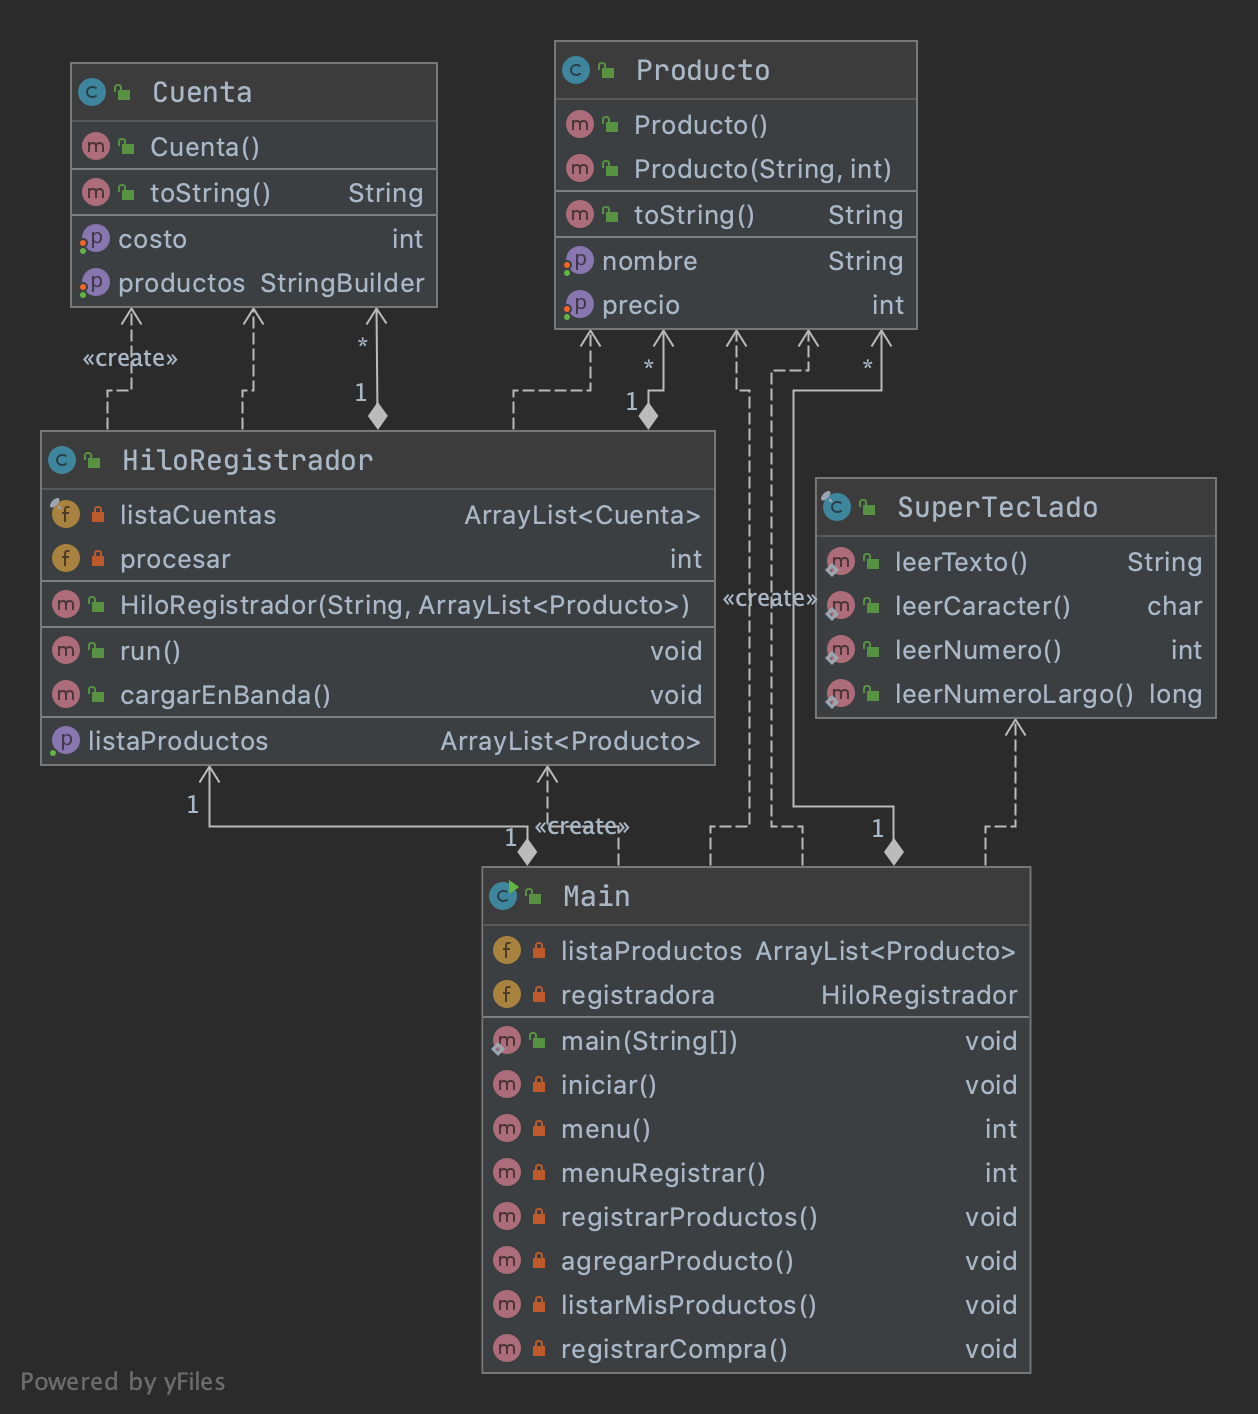 Cuenta
Cuenta()
toString() String
costo int
productos StringBuilder
Producto
Producto()
Producto(String, int)
toString() String
nombre String
precio int
«create»
*
*
*
1
1
HiloRegistrador
listaCuentas ArrayList<Cuenta>
procesar int
HiloRegistrador(String, ArrayList<Producto>)
run() void
cargarEnBanda() void
listaProductos ArrayList<Producto>
«create»
SuperTeclado
leerTexto() String
leerCaracter() char
leerNumero() int
leerNumeroLargo() long
1
1
«create»
1
Main
listaProductos ArrayList<Producto>
registradora HiloRegistrador
main(String[]) void
iniciar() void
menu() int
menuRegistrar() int
registrarProductos() void
agregarProducto() void
listarMisProductos() void
registrarCompra() void
Powered by yFiles